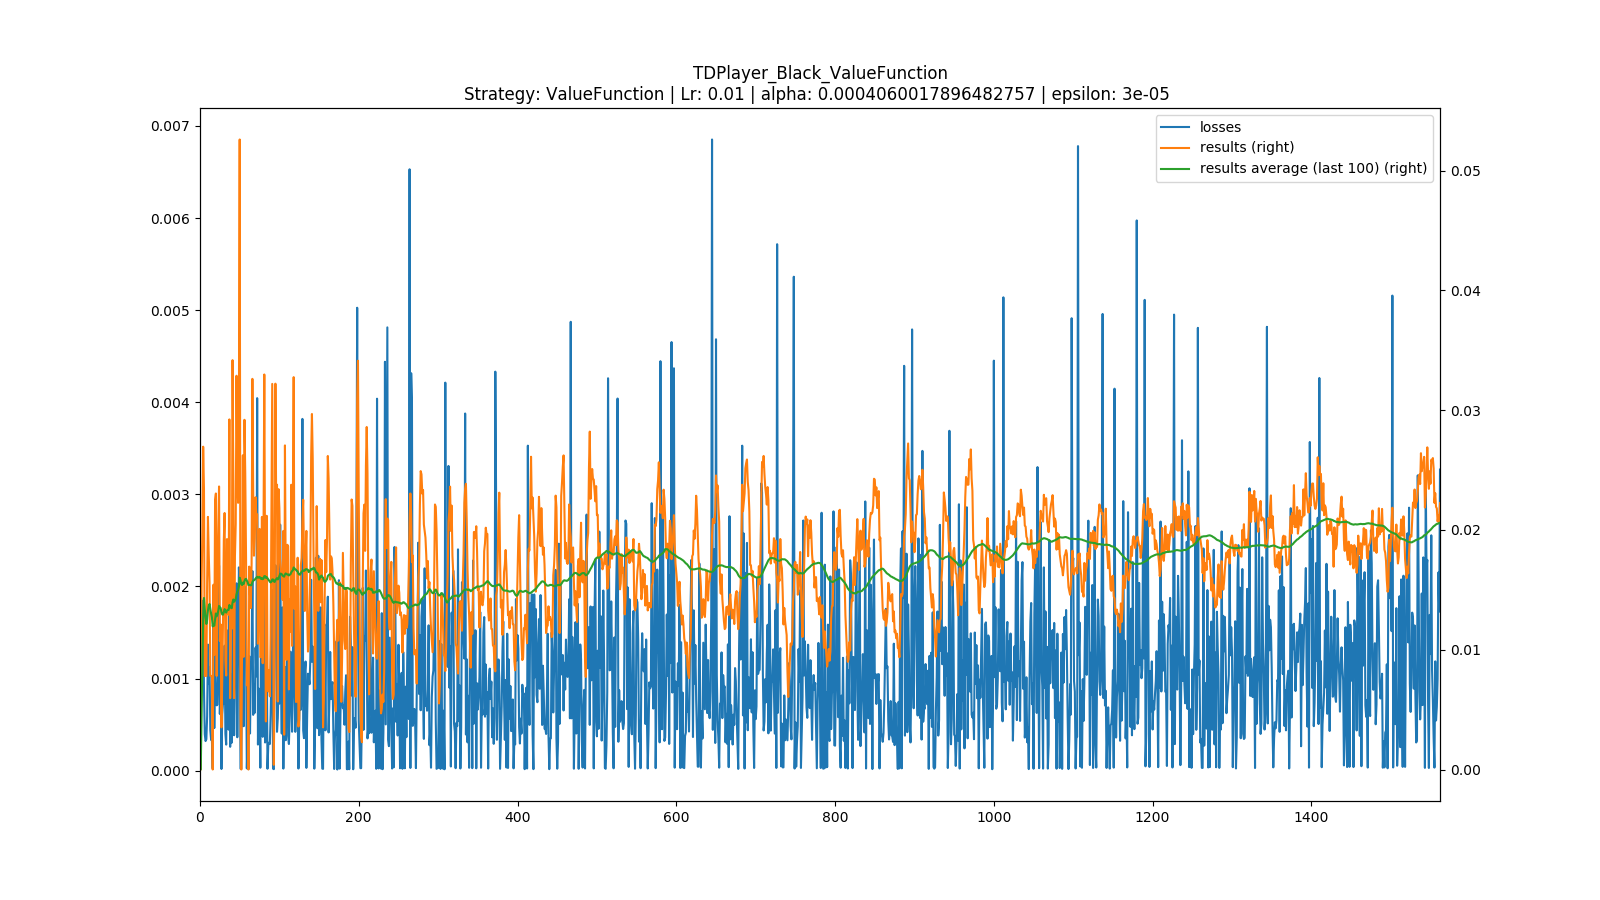 TDPlayer_Black_ValueFunction
Strategy: ValueFunction | Lr: 0.01 | alpha: 0.0004060017896482757 | epsilon: 3e-05
losses
results (right)
results average (last 100) (right)
0.007
0.006
0.005
0.004
0.003
0.002
0.001
0.000
0.05
0.04
0.03
0.02
0.01
0.00
0 200 400 600 800 1000 1200 1400